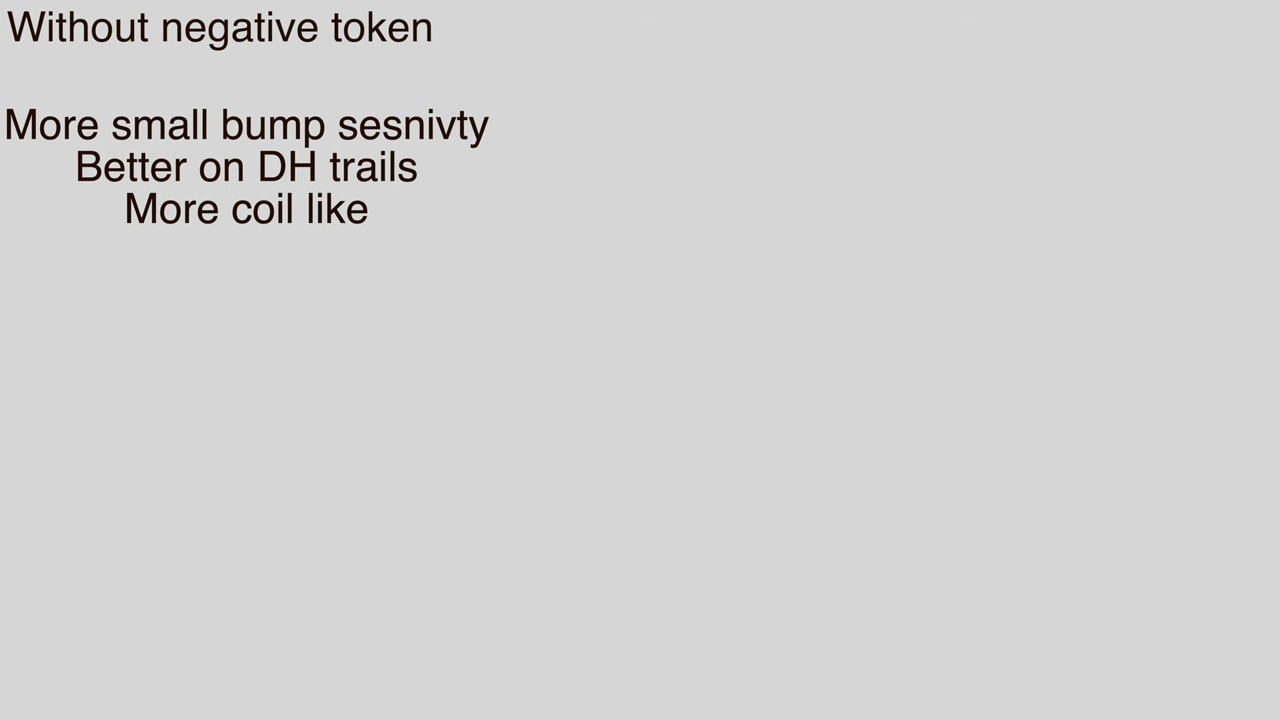 Without negative token
More small bump sesnivty
Better on DH trails
More coil like